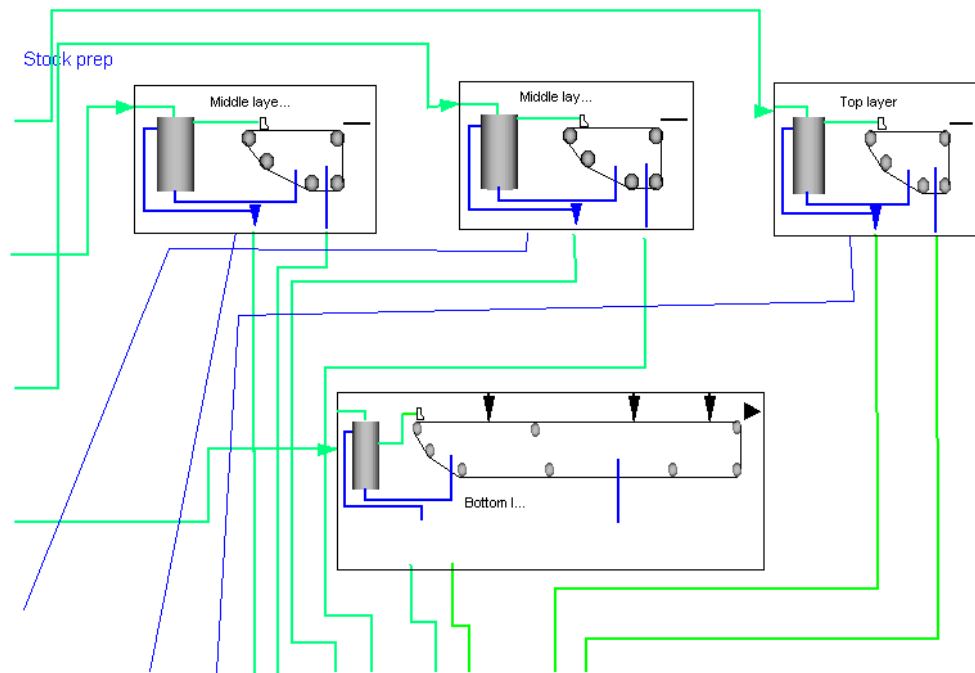 Stock prep
Middle laye...
Middle lay...
Top layer
Bottom l...